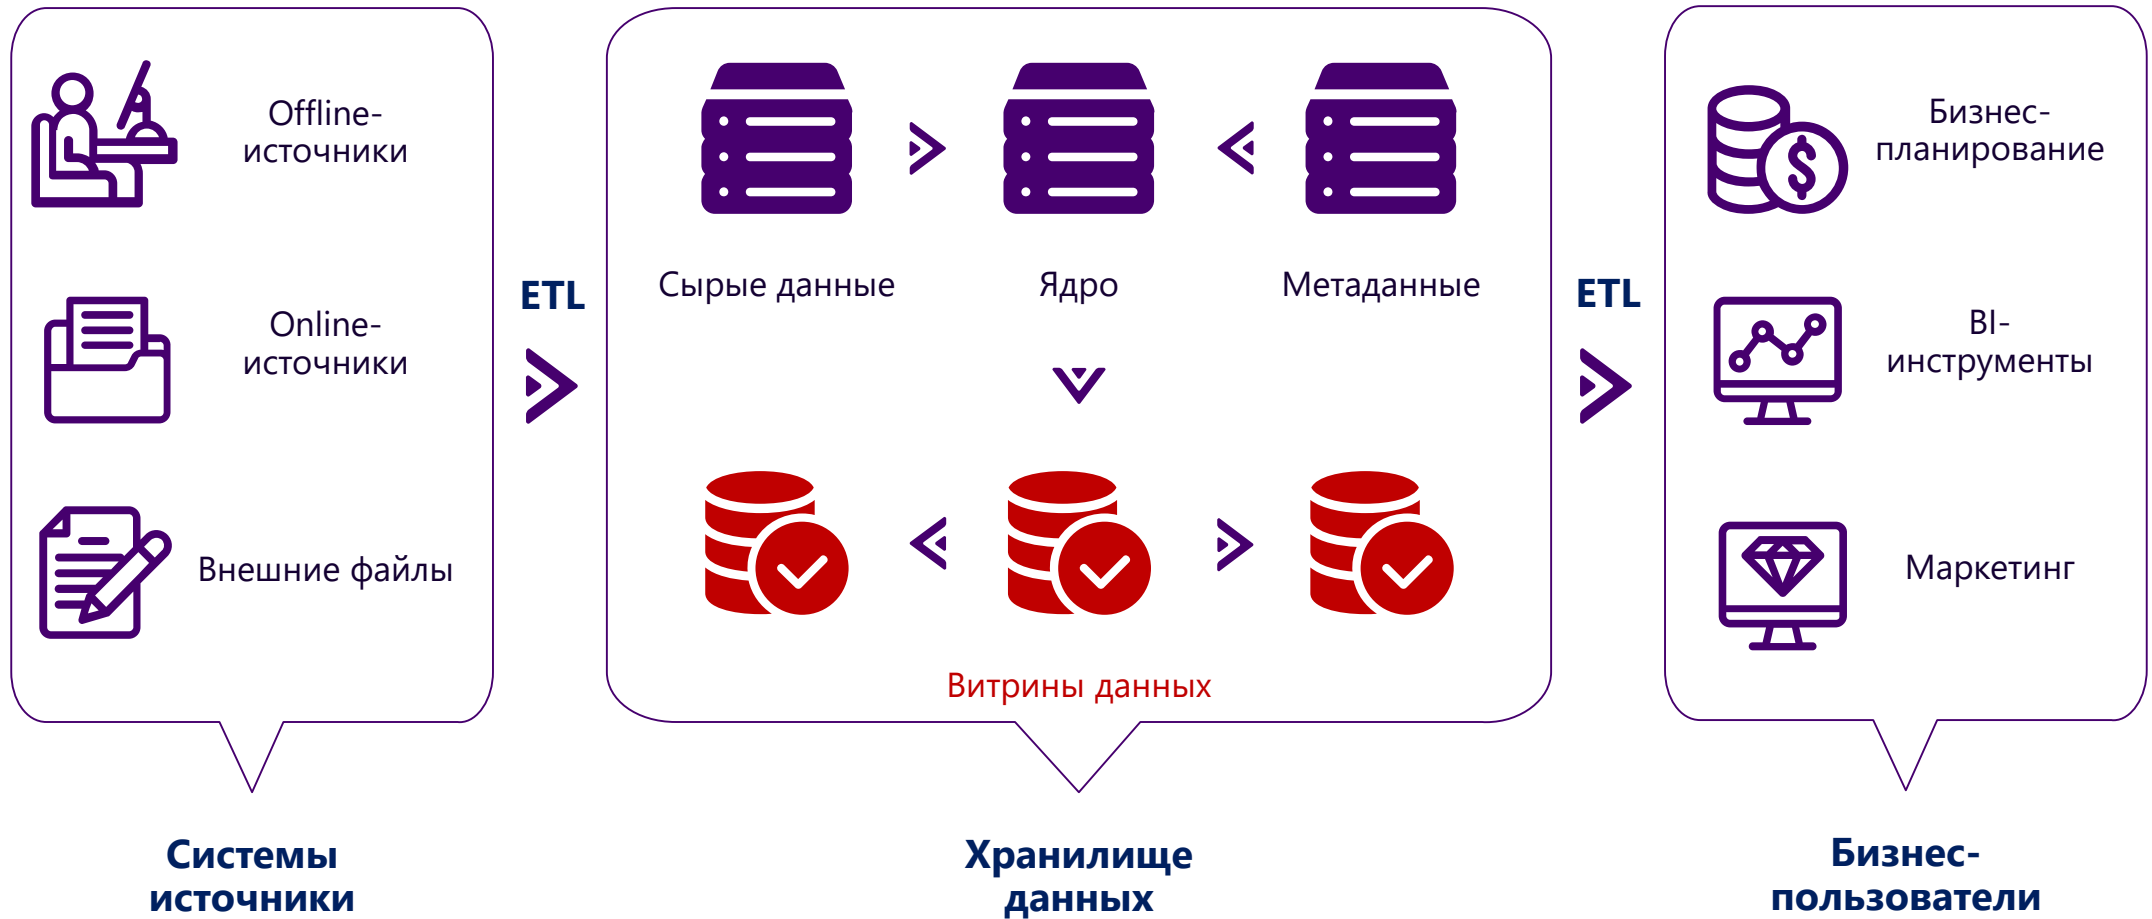 Offline-
источники
Online-
источники
Внешние файлы
Системы
источники
ETL
Сырые данные
Ядро
Метаданные
Витрины данных
Хранилище
данных
ETL
Бизнес-
планирование
BI-
инструменты
Маркетинг
Бизнес-
пользователи